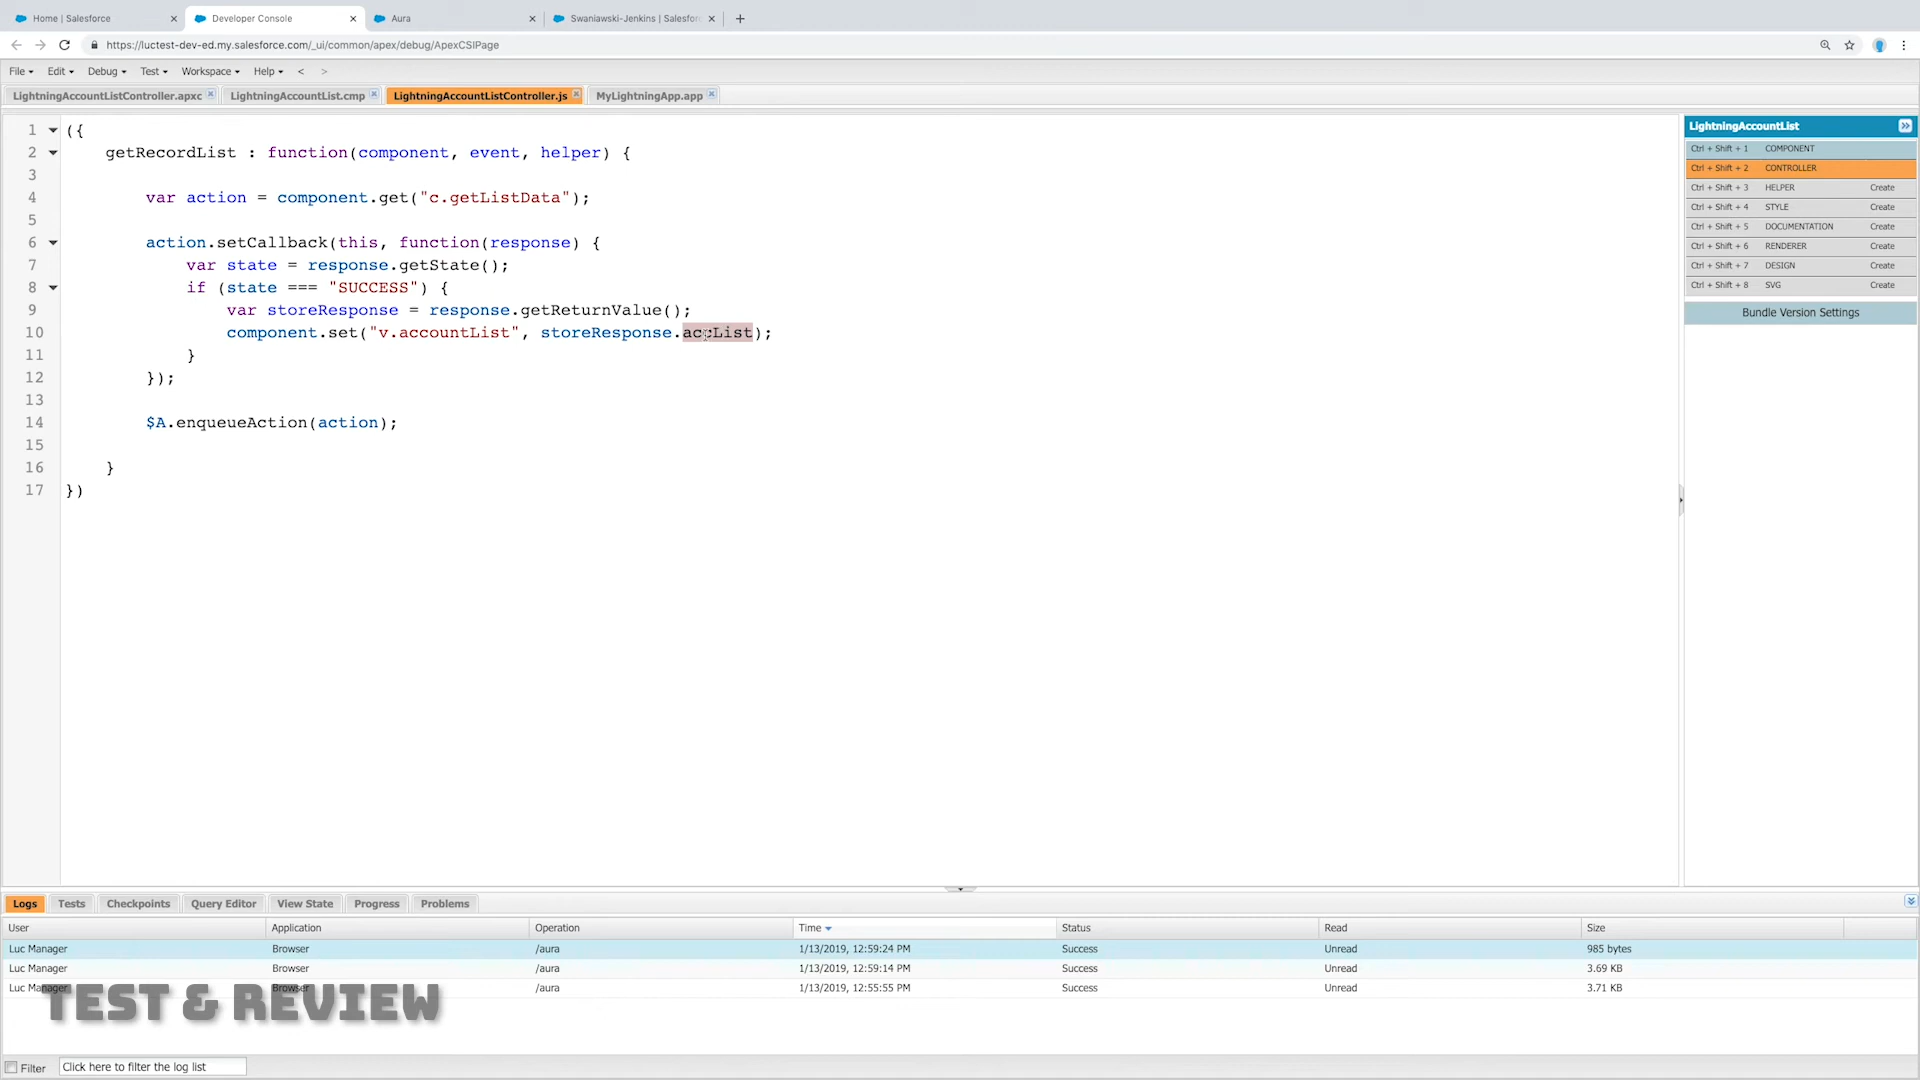 Home | Salesforce
Developer Console
Aura
Swaniawski-Jenkins | Salesfor
https://luctest-dev-ed.my.salesforce.com/_ui/common/apex/debug/ApexCSIPage
File Edit Debug Test Workspace Help < >
LightningAccountListController.apxc LightningAccountList.cmp LightningAccountListController.js MyLightningApp.app
1 ({
2 getRecordList : function(component, event, helper) {
3
4 var action = component.get("c.getListData");
5
6 action.setCallback(this, function(response) {
7 var state = response.getState();
8 if (state === "SUCCESS") {
9 var storeResponse = response.getReturnValue();
10 component.set("v.accountList", storeResponse.accList);
11 }
12 });
13
14 $A.enqueueAction(action);
15
16 }
17 })
LightningAccountList
Ctrl + Shift + 1 COMPONENT
Ctrl + Shift + 2 CONTROLLER
Ctrl + Shift + 3 HELPER Create
Ctrl + Shift + 4 STYLE Create
Ctrl + Shift + 5 DOCUMENTATION Create
Ctrl + Shift + 6 RENDERER Create
Ctrl + Shift + 7 DESIGN Create
Ctrl + Shift + 8 SVG Create
Bundle Version Settings
Logs Tests Checkpoints Query Editor View State Progress Problems
User Application Operation Time Status Read Size
Luc Manager Browser /aura 1/13/2019, 12:59:24 PM Success Unread 985 bytes
Luc Manager Browser /aura 1/13/2019, 12:59:14 PM Success Unread 3.69 KB
Luc Manager Browser /aura 1/13/2019, 12:55:55 PM Success Unread 3.71 KB
TEST & REVIEW
Filter Click here to filter the log list